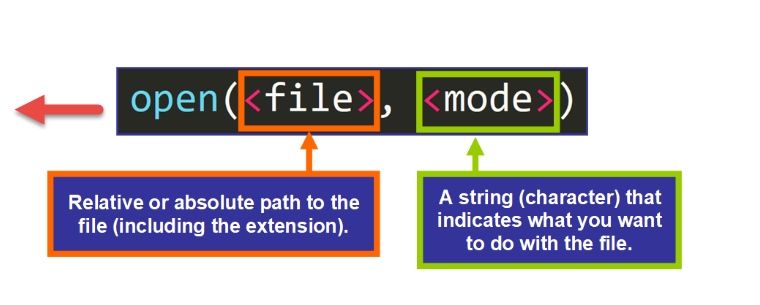 open(<file>, <mode>)
Relative or absolute path to the
file (including the extension).
A string (character) that
indicates what you want
to do with the file.